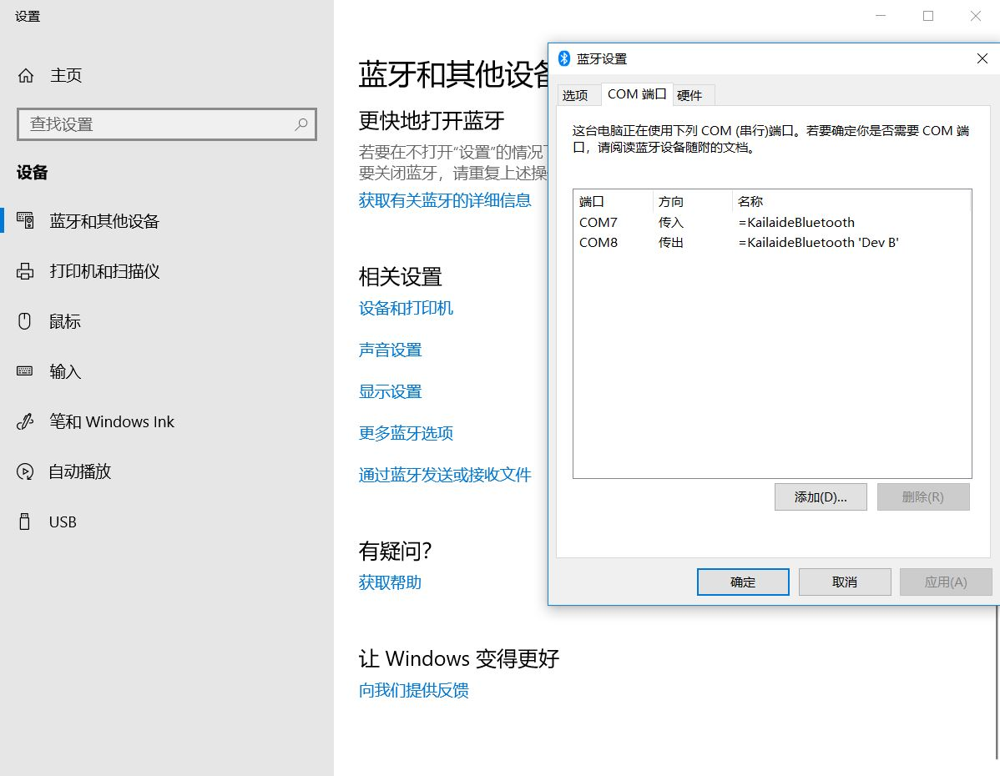 设置
主页
查找设置
设备
蓝牙和其他设备
打印机和扫描仪
鼠标
输入
笔和 Windows Ink
自动播放
USB
蓝牙和其他设备
更快地打开蓝牙
若要在不打开“设置”的情况下
要关闭蓝牙，请重复上述操
获取有关蓝牙的详细信息
相关设置
设备和打印机
声音设置
显示设置
更多蓝牙选项
通过蓝牙发送或接收文件
有疑问?
获取帮助
让 Windows 变得更好
向我们提供反馈
蓝牙设置
选项 COM 端口 硬件
这台电脑正在使用下列 COM (串行)端口。若要确定你是否需要 COM 端
口，请阅读蓝牙设备随附的文档。
端口 方向 名称
COM7 传入 =KailaideBluetooth
COM8 传出 =KailaideBluetooth 'Dev B'
添加(D)... 删除(R)
确定 取消 应用(A)